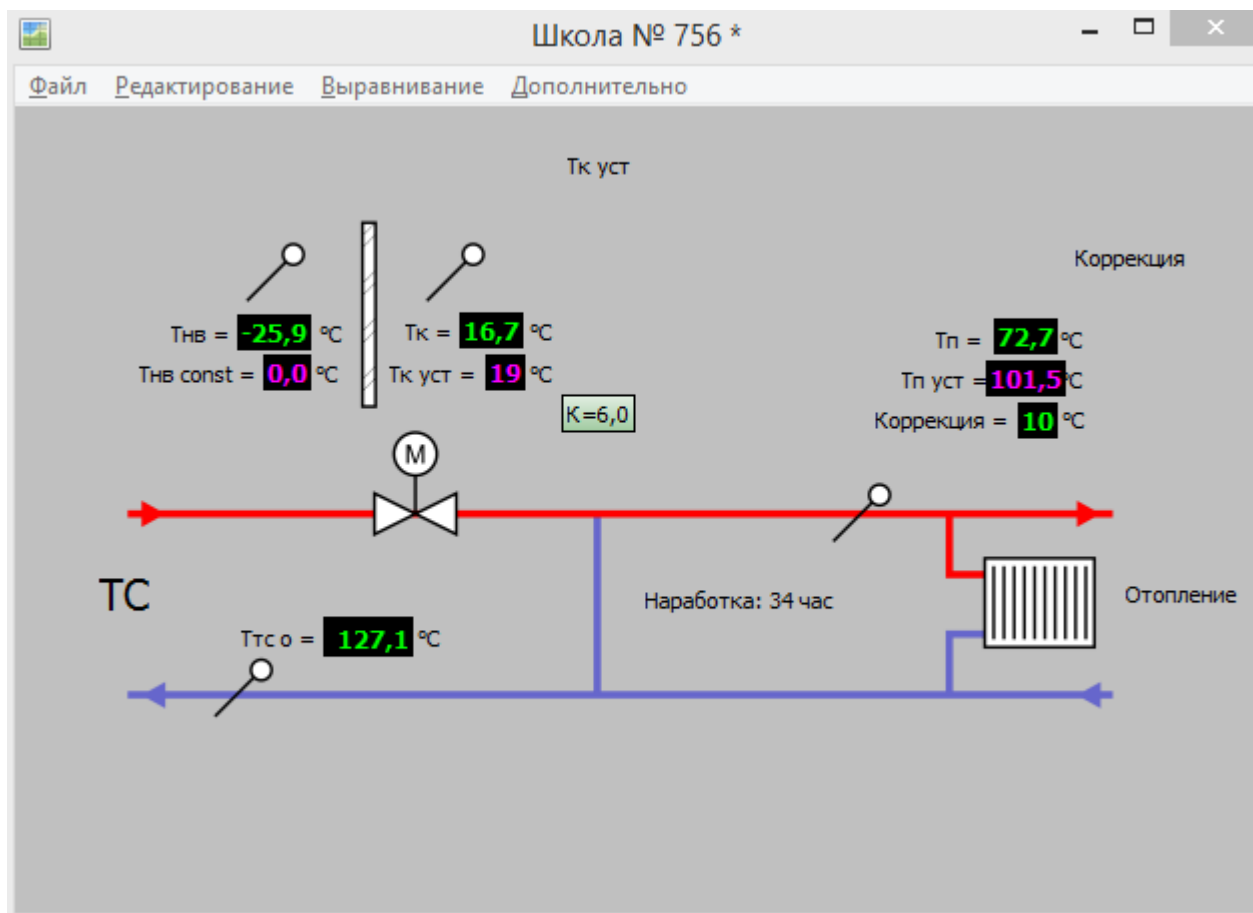 Школа № 756 *
Файл Редактирование Выравнивание Дополнительно
Тк уст
Коррекция
Тнв = -25,9 °C Тк = 16,7 °C
Тп = 72,7 °C
Тнв const = 0,0 °C Тк уст = 19 °C
Тп уст = 101,5 °C
К=6,0
Коррекция = 10 °C
М
ТС
Наработка: 34 час
Отопление
Ттс о = 127,1 °C